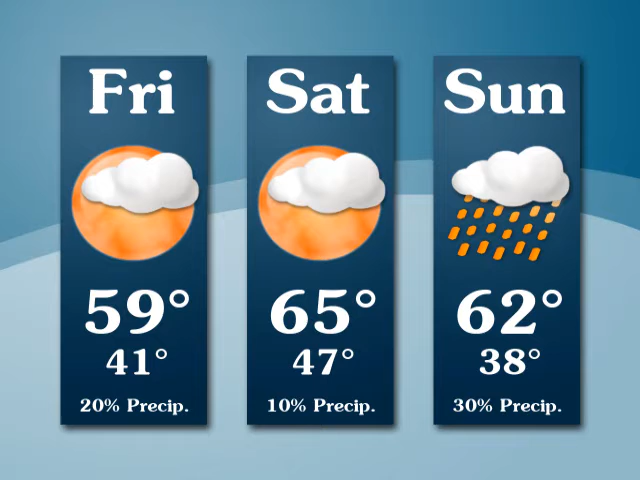 Fri
59°
41°
20% Precip.
Sat
65°
47°
10% Precip.
Sun
62°
38°
30% Precip.